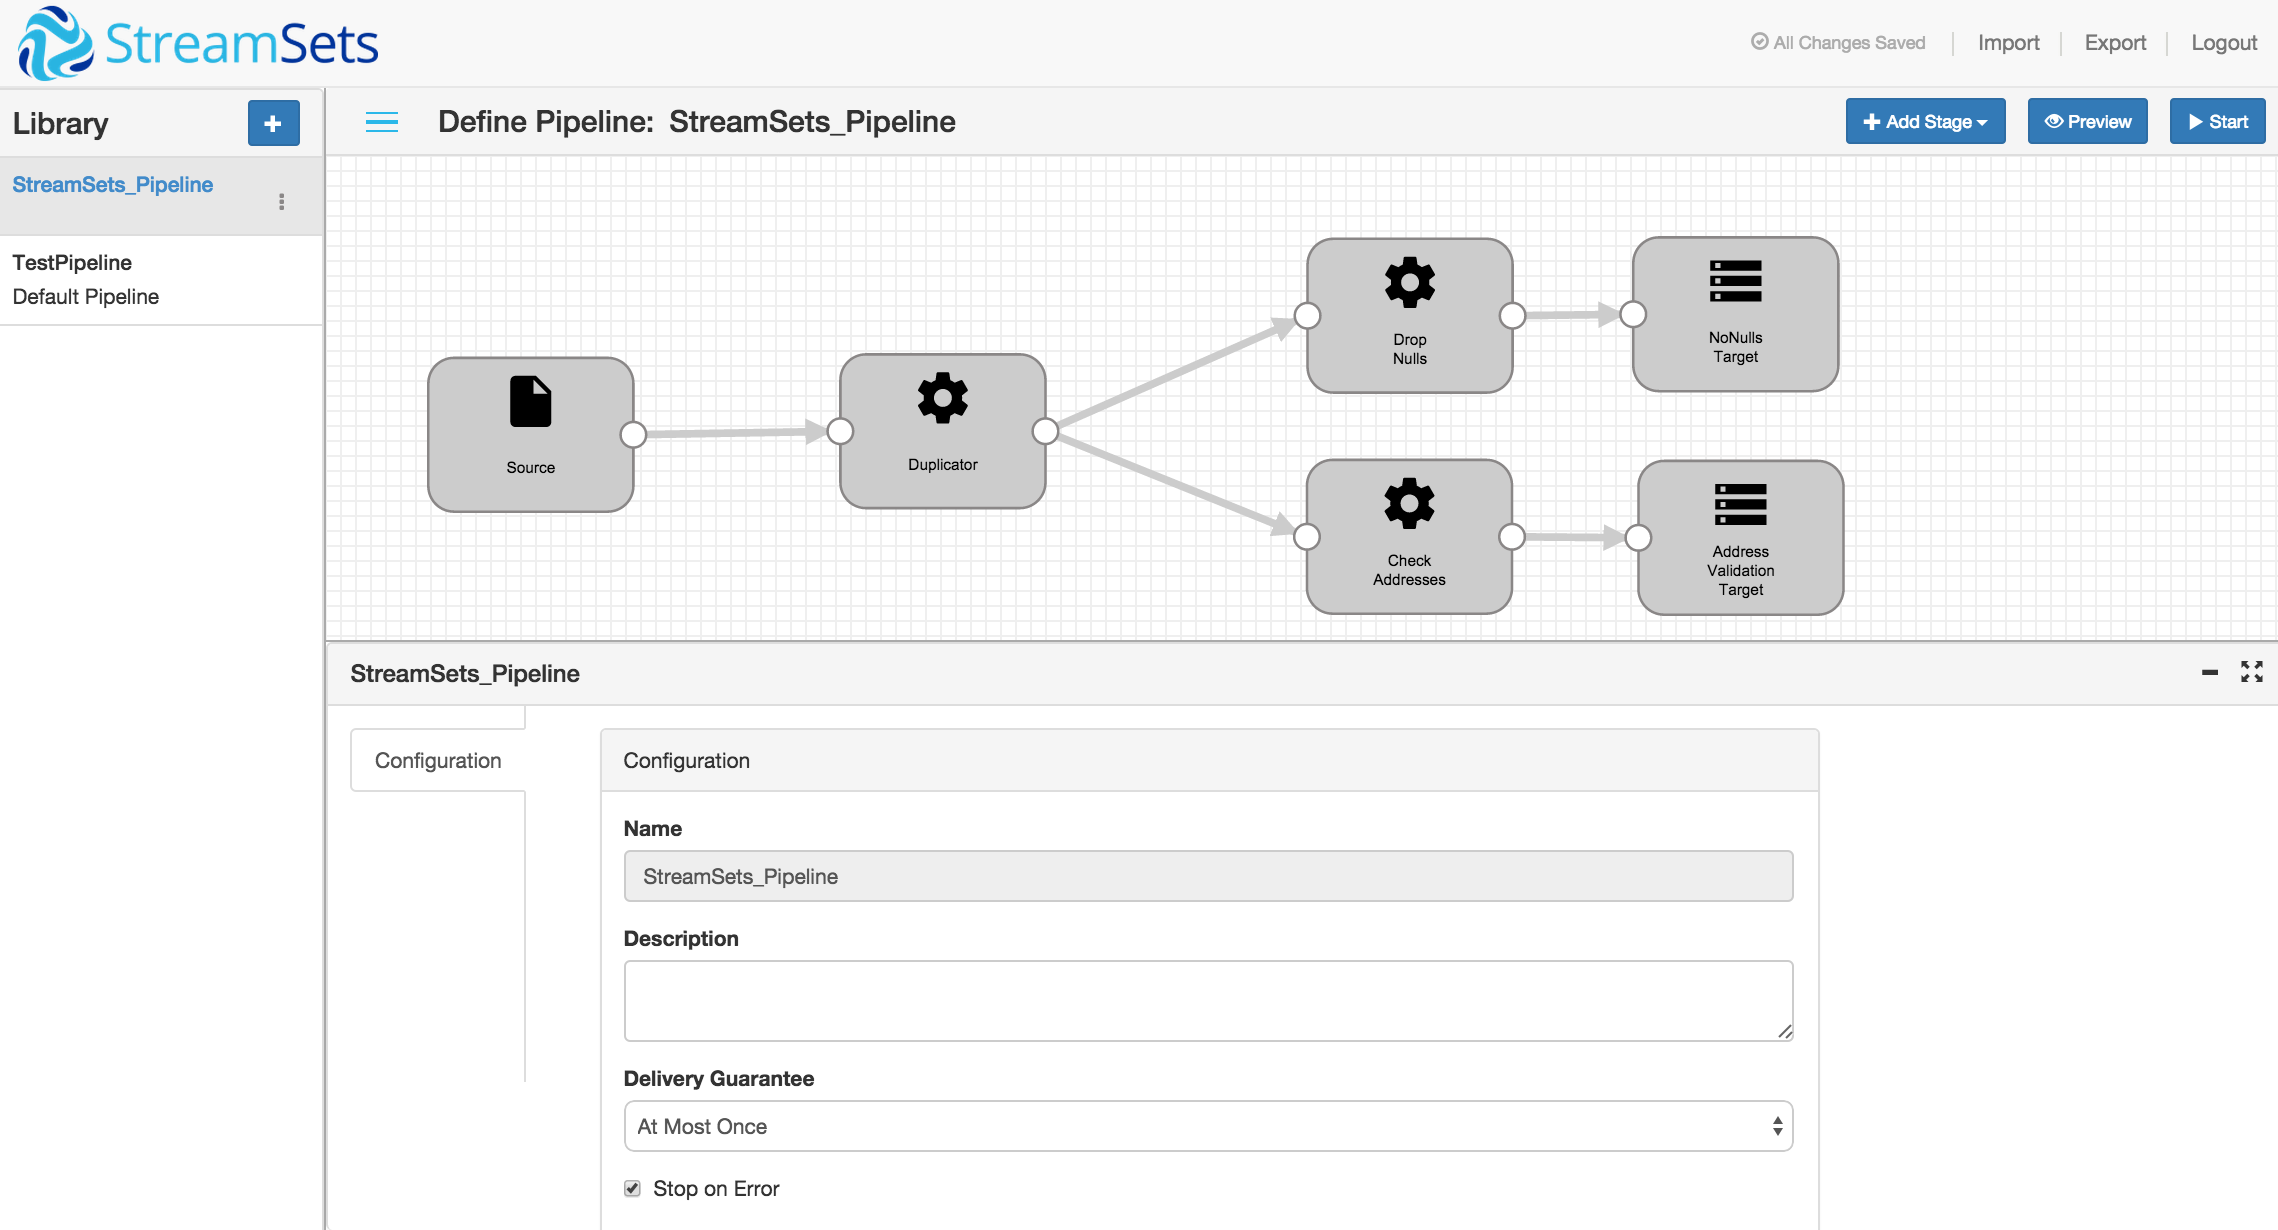 StreamSets
All Changes Saved
Import
Export
Logout
Library
Define Pipeline: StreamSets_Pipeline
Add Stage
Preview
Start
StreamSets_Pipeline
TestPipeline
Default Pipeline
Source
Duplicator
Drop
Nulls
NoNulls
Target
Check
Addresses
Address
Validation
Target
StreamSets_Pipeline
Configuration
Configuration
Name
StreamSets_Pipeline
Description
Delivery Guarantee
At Most Once
Stop on Error